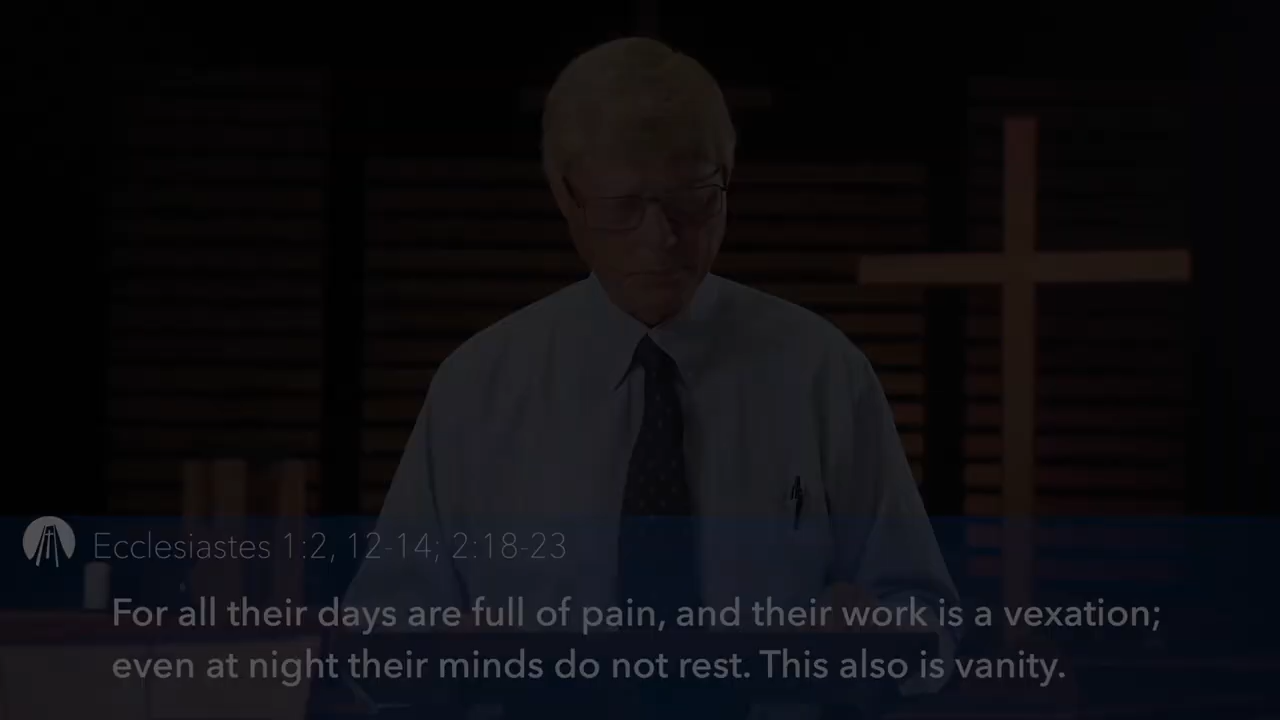 Ecclesiastes 1:2, 12-14; 2:18-23
For all their days are full of pain, and their work is a vexation;
even at night their minds do not rest. This also is vanity.